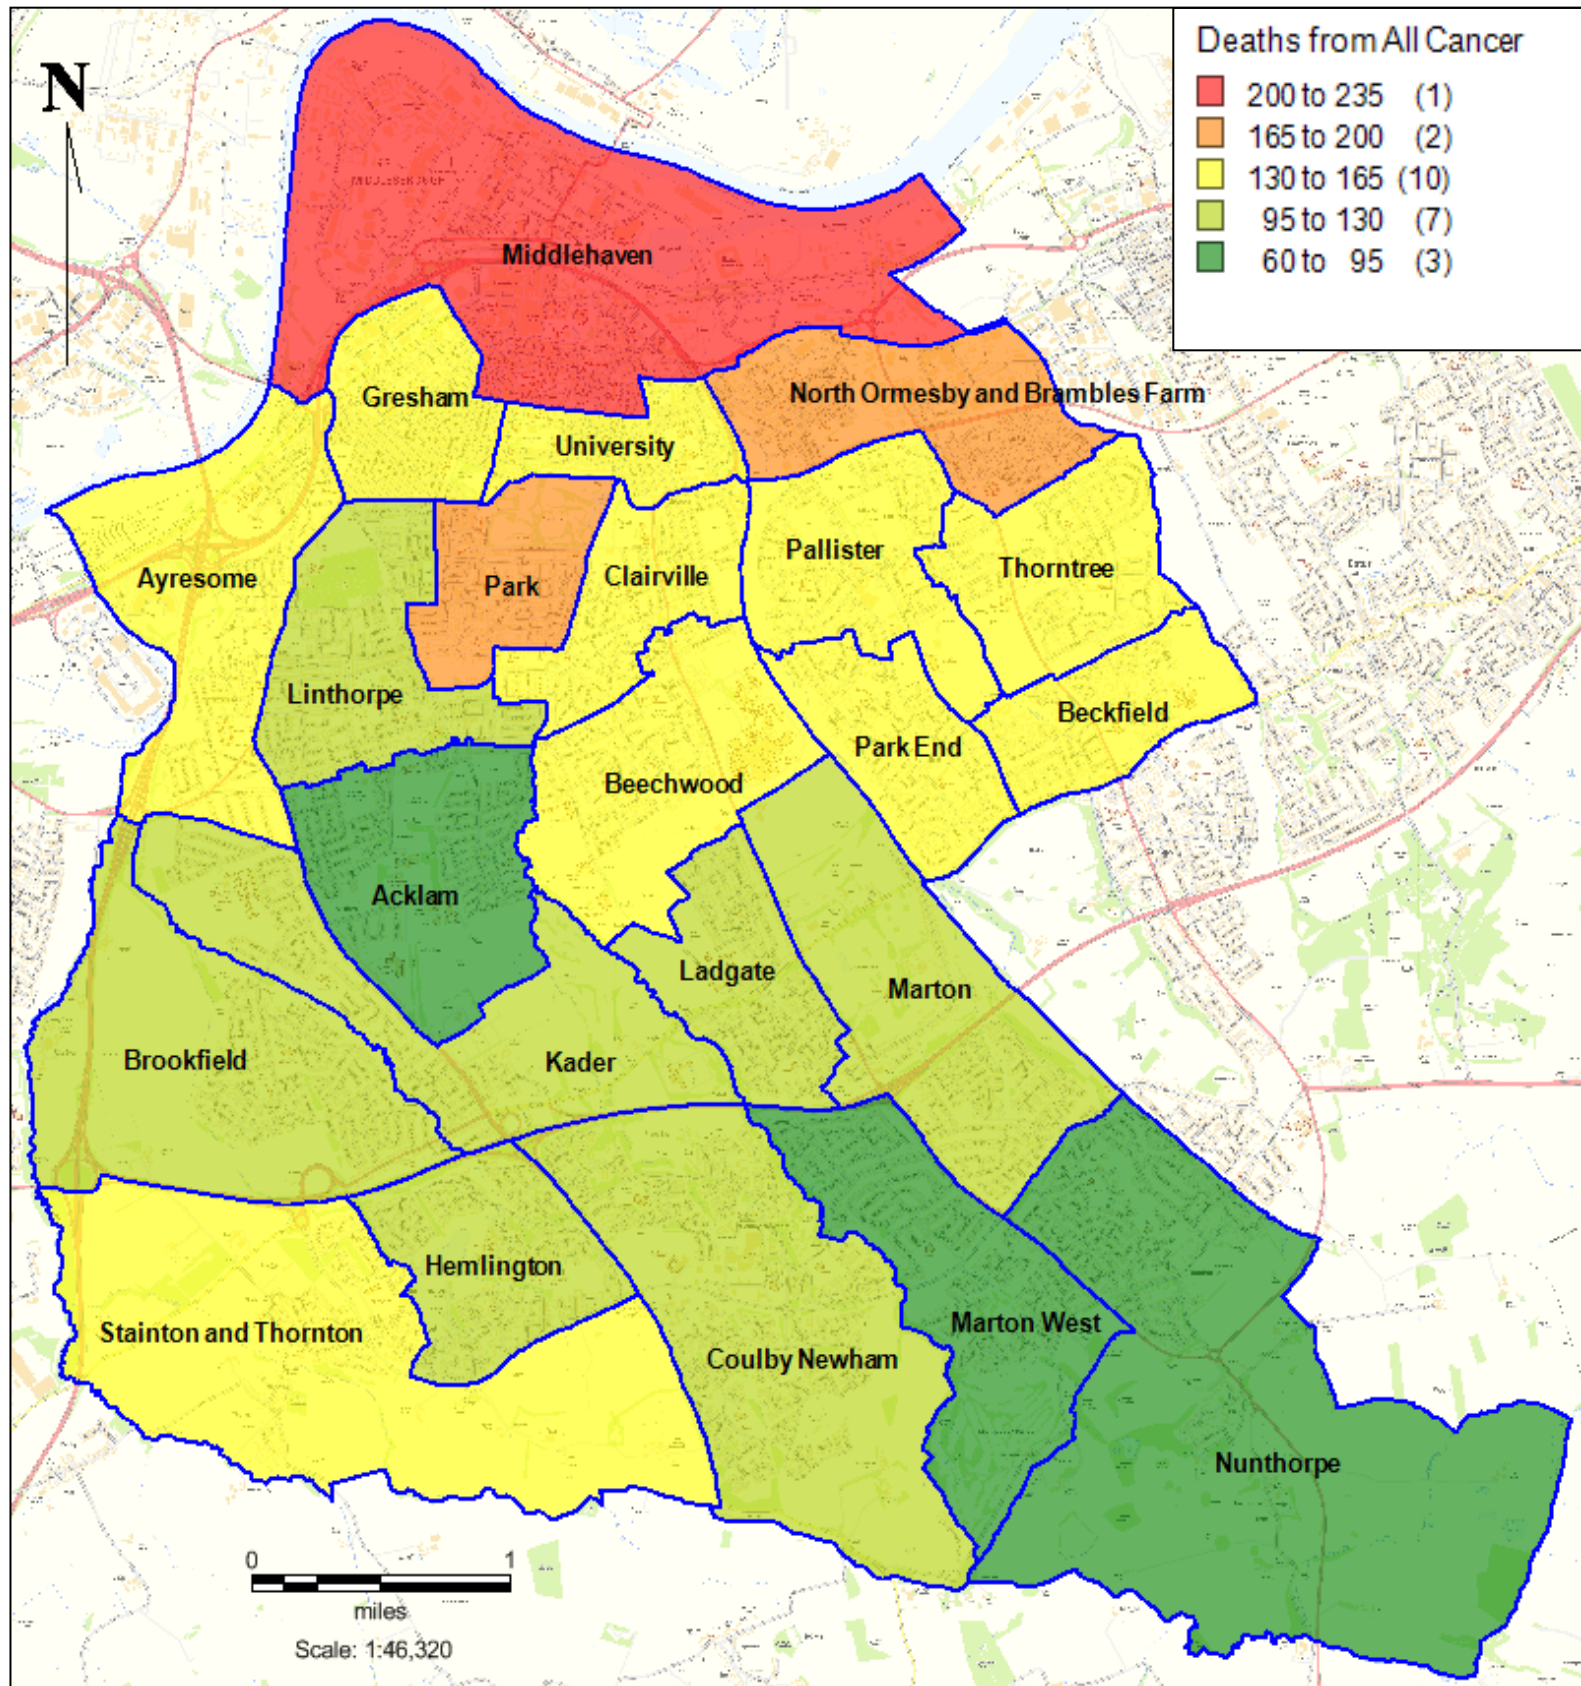 N
Deaths from All Cancer
200 to 235 (1)
165 to 200 (2)
130 to 165 (10)
95 to 130 (7)
60 to 95 (3)
MIDDLESBROUGH
Middlehaven
Gresham
North Ormesby and Brambles Farm
University
Pallister
Thorntree
Ayresome
Park
Clairville
Linthorpe
Beckfield
Park End
Beechwood
Acklam
Ladgate
Marton
Brookfield
Kader
Hemlington
Stainton and Thornton
Marton West
Coulby Newham
Nunthorpe
0 1
miles
Scale: 1:46,320